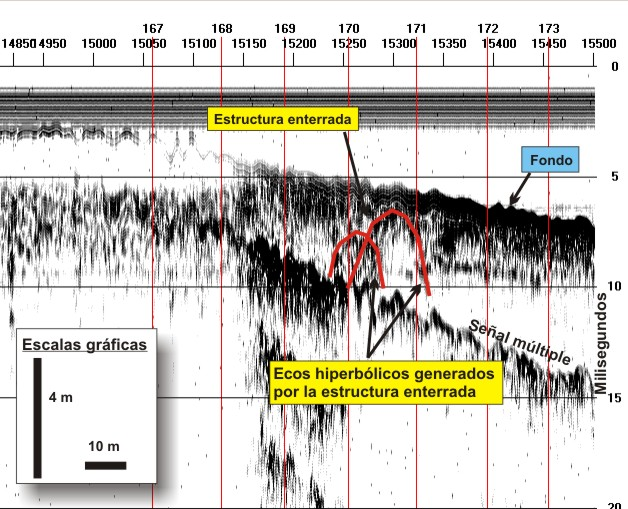 167 168 169 170 171 172 173
14850 14950 15000 15050 15100 15150 15200 15250 15300 15350 15400 15450 15500
0
Estructura enterrada
Fondo
5
10
Señal múltiple
Milisegundos
Escalas gráficas
4 m
10 m
Ecos hiperbólicos generados
por la estructura enterrada
15
20